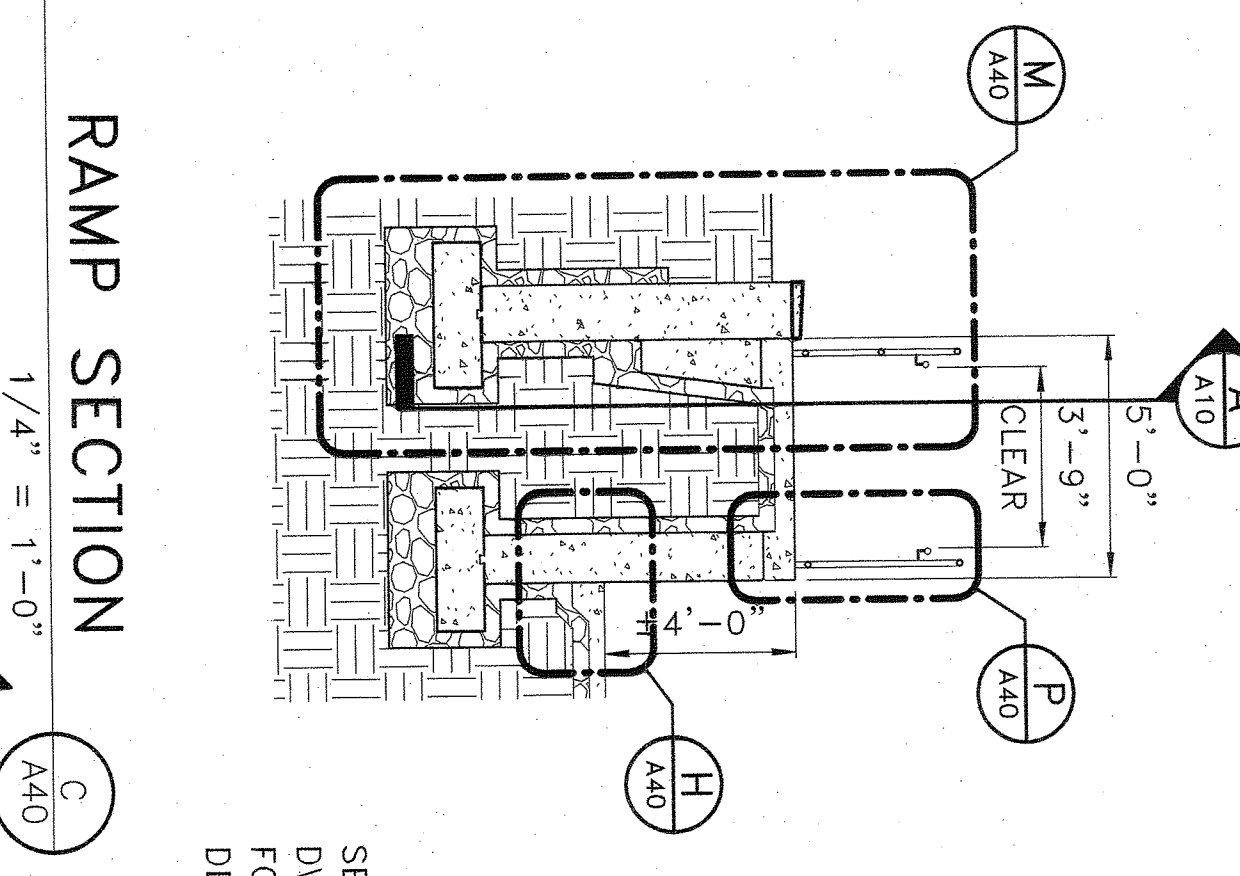 A
A10
5'-0"
3'-9"
CLEAR
M
A40
P
A40
±4'-0"
H
A40
RAMP SECTION
1/4" = 1'-0"
C
A40